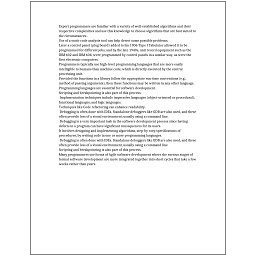 Expert programmers are familiar with a variety of well-established algorithms and their
respective complexities and use this knowledge to choose algorithms that are best suited to
the circumstances.
Use of a static code analysis tool can help detect some possible problems.
Later a control panel (plug board) added to his 1906 Type I Tabulator allowed it to be
programmed for different jobs, and by the late 1940s, unit record equipment such as the
IBM 602 and IBM 604, were programmed by control panels in a similar way, as were the
first electronic computers.
Programs in typically use high-level programming languages that are more easily
intelligible to humans than machine code, which is directly executed by the central
processing unit.
Provided the functions in a library follow the appropriate run-time conventions (e.g.,
method of passing arguments), then these functions may be written in any other language.
Programming languages are essential for software development.
Scripting and breakpointing is also part of this process.
Implementation techniques include imperative languages (object-oriented or procedural),
functional languages, and logic languages.
Techniques like Code refactoring can enhance readability.
Debugging is often done with IDEs. Standalone debuggers like GDB are also used, and these
often provide less of a visual environment, usually using a command line.
Debugging is a very important task in the software development process since having
defects in a program can have significant consequences for its users.
It involves designing and implementing algorithms, step-by-step specifications of
procedures, by writing code in one or more programming languages.
Debugging is often done with IDEs. Standalone debuggers like GDB are also used, and these
often provide less of a visual environment, usually using a command line.
Scripting and breakpointing is also part of this process.
Many programmers use forms of Agile software development where the various stages of
formal software development are more integrated together into short cycles that take a few
weeks rather than years.